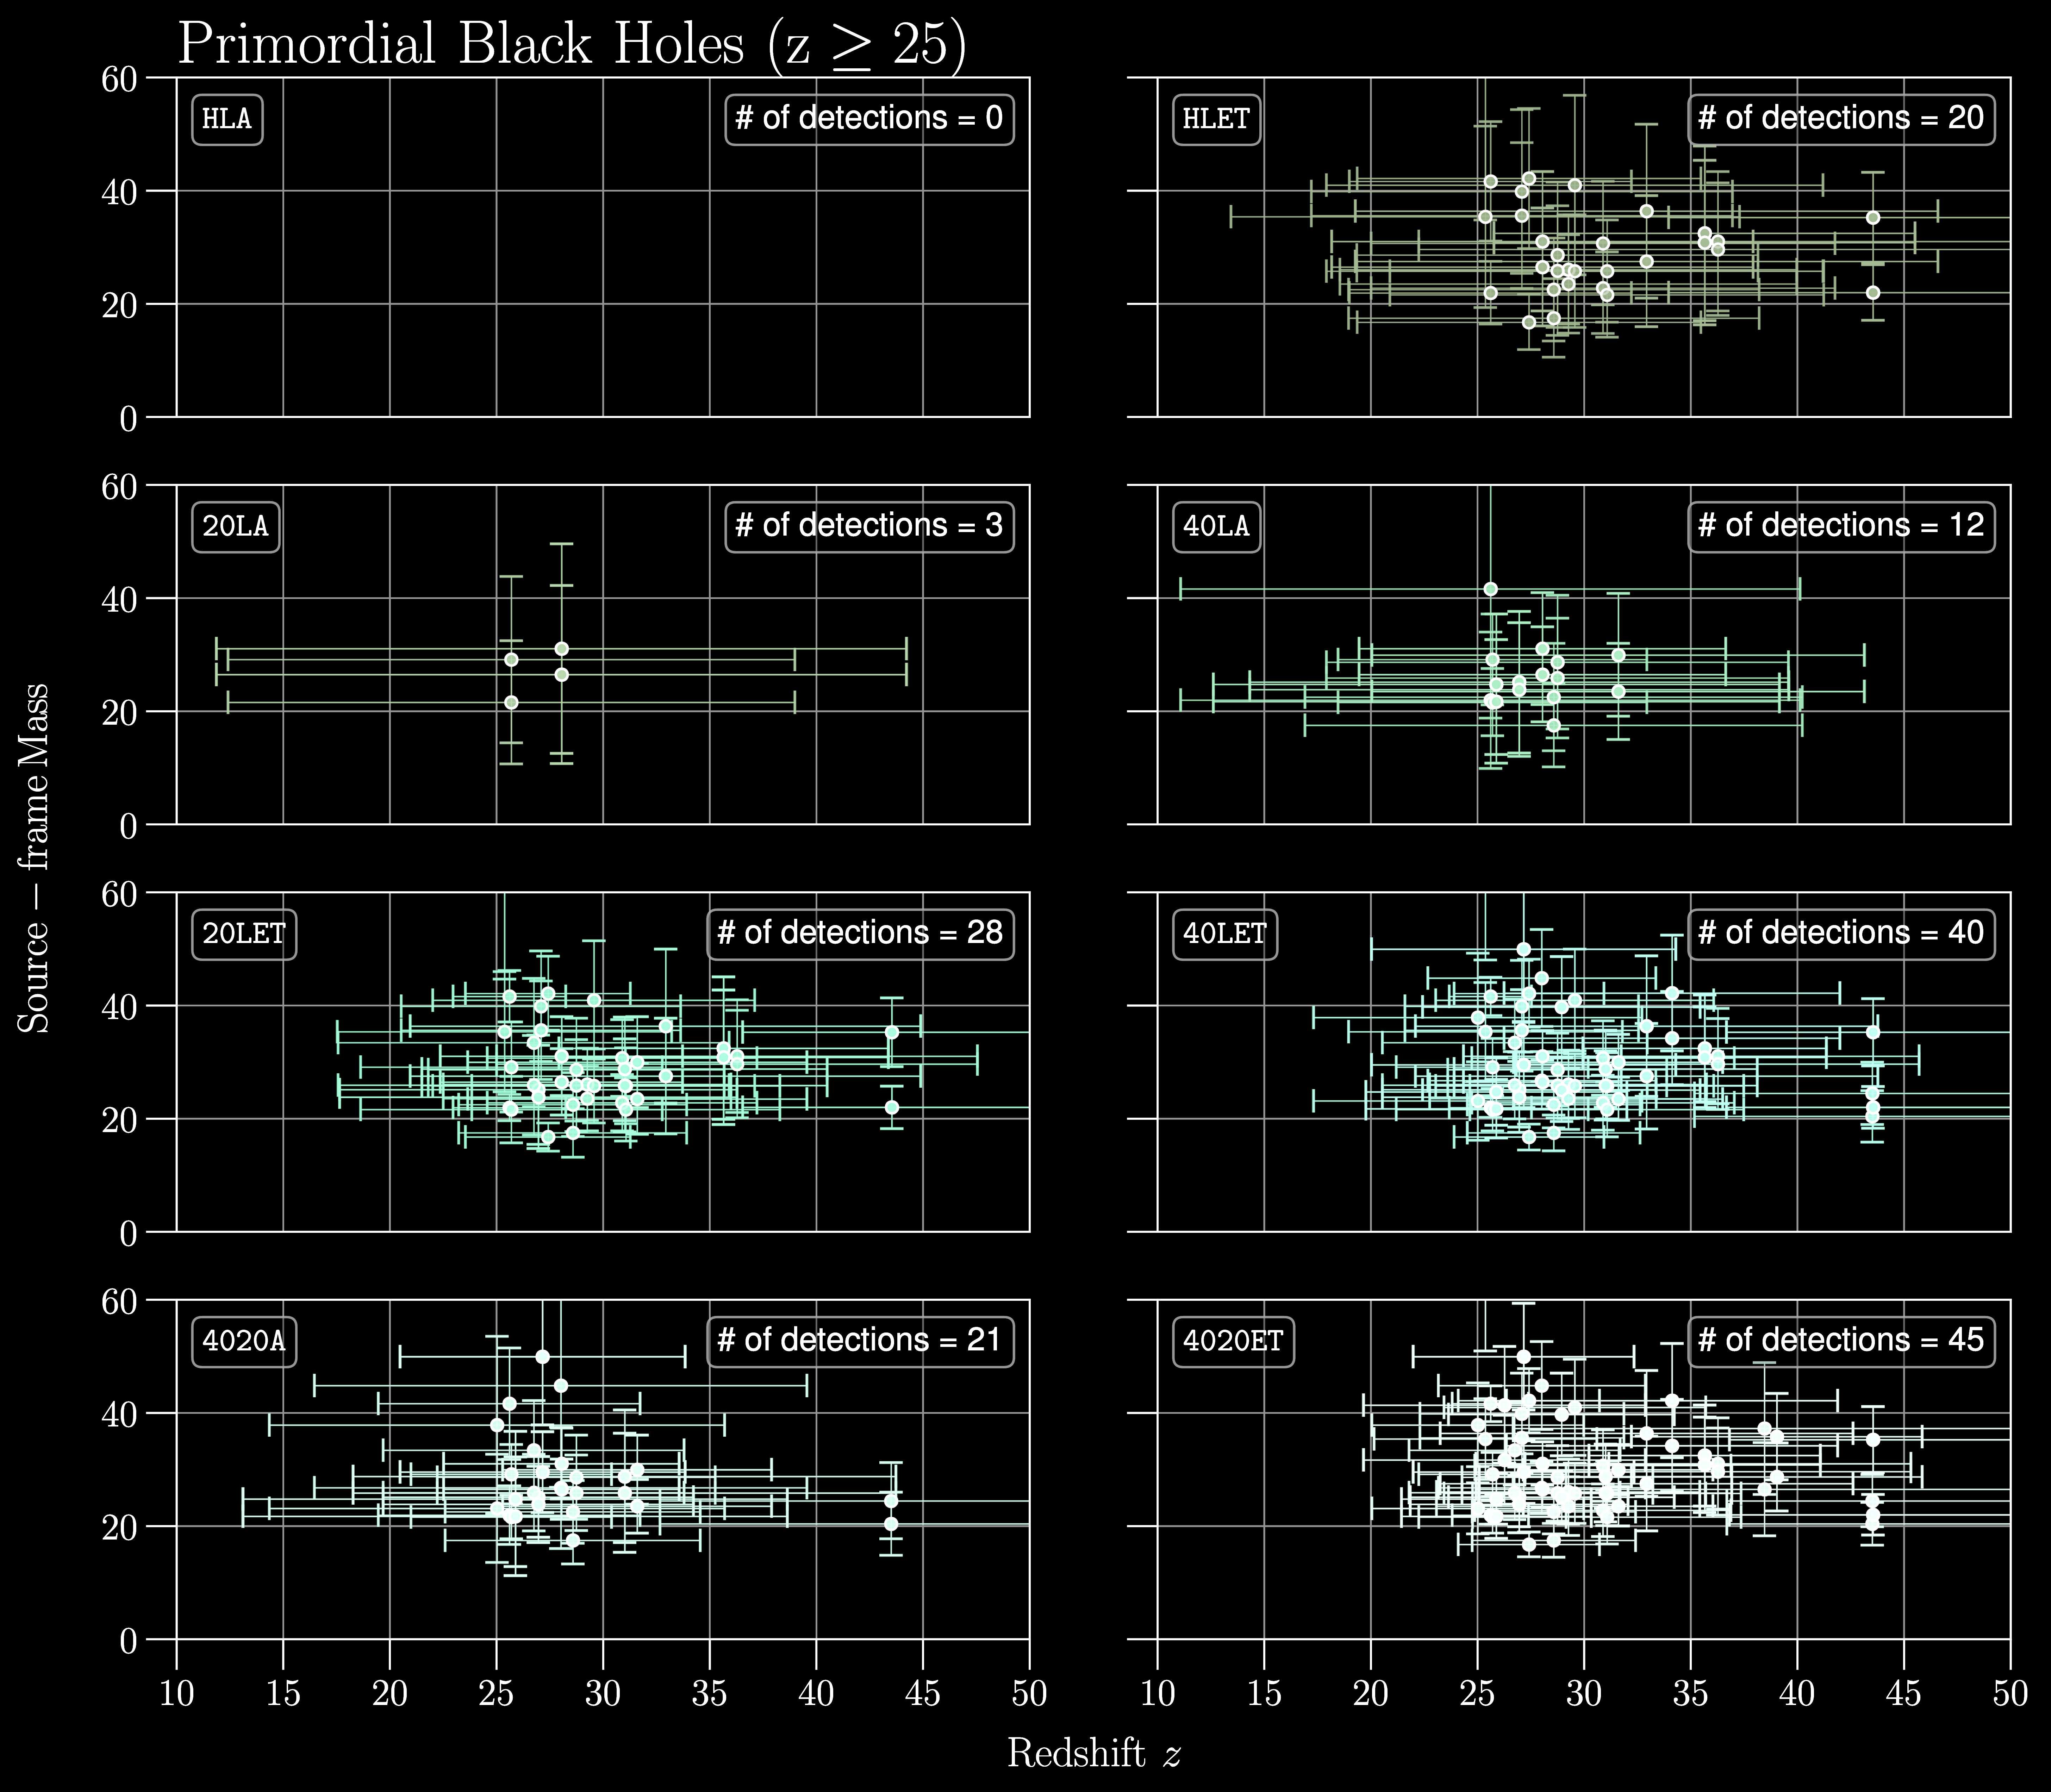 Primordial Black Holes (z ≥ 25)
60
HLA
# of detections = 0
HLET
# of detections = 20
40
20
0
60
20LA
# of detections = 3
40LA
# of detections = 12
40
20
0
Source − frame Mass
60
20LET
# of detections = 28
40LET
# of detections = 40
40
20
0
60
4020A
# of detections = 21
4020ET
# of detections = 45
40
20
0
10 15 20 25 30 35 40 45 50
10 15 20 25 30 35 40 45 50
Redshift z